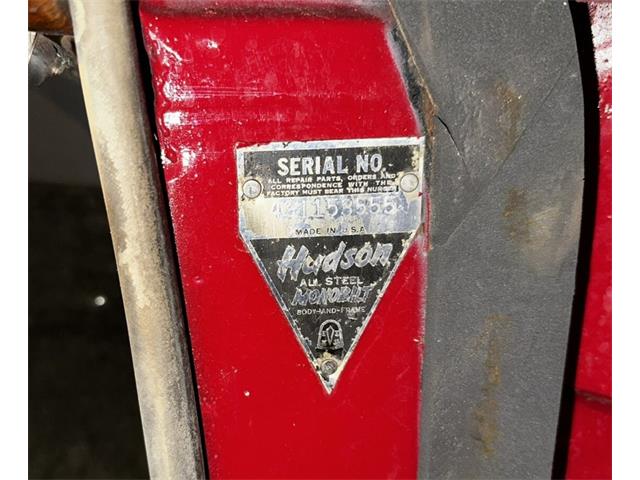 SERIAL NO.
ALL REPAIR PARTS, ORDERS AND
CORRESPONDENCE WITH THE
FACTORY MUST BEAR THIS NUMBER
MADE IN U.S.A
Hudson
ALL STEEL
MONOBILT
BODY-AND-FRAME